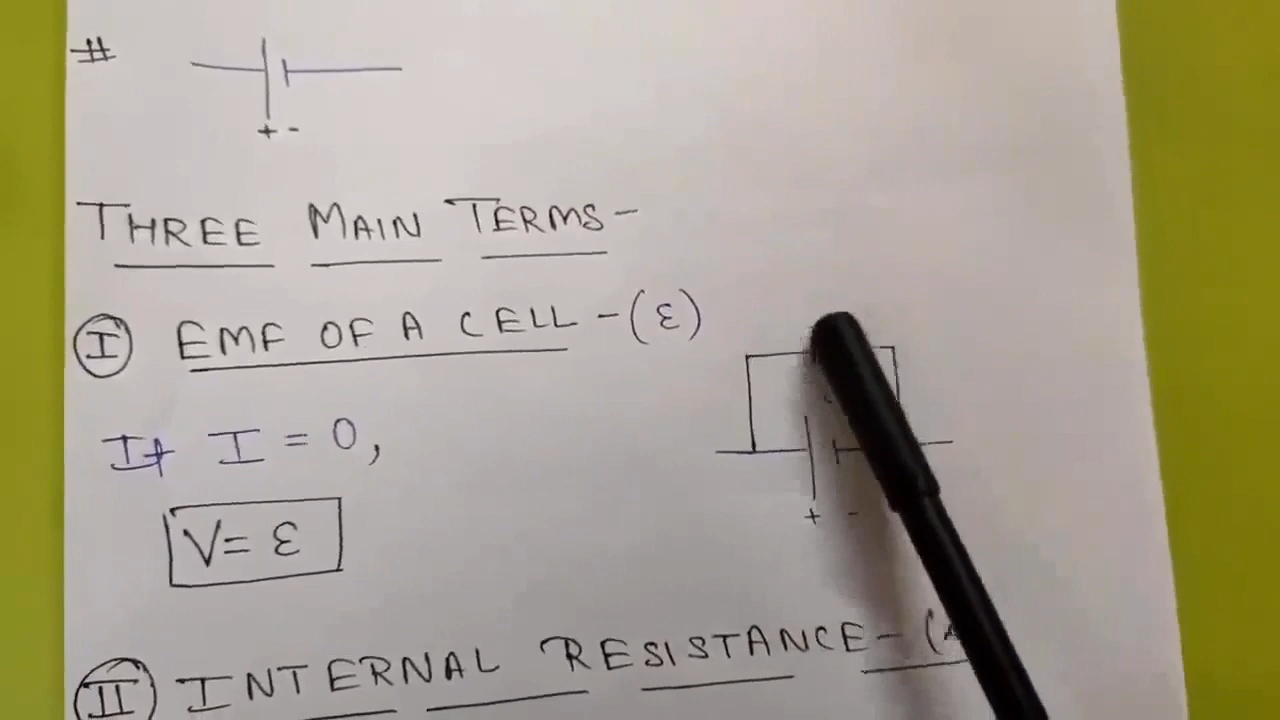 #
+ -
THREE MAIN TERMS-
I EMF OF A CELL -(ε)
If I = 0,
V= ε
+ -
II INTERNAL RESISTANCE-(